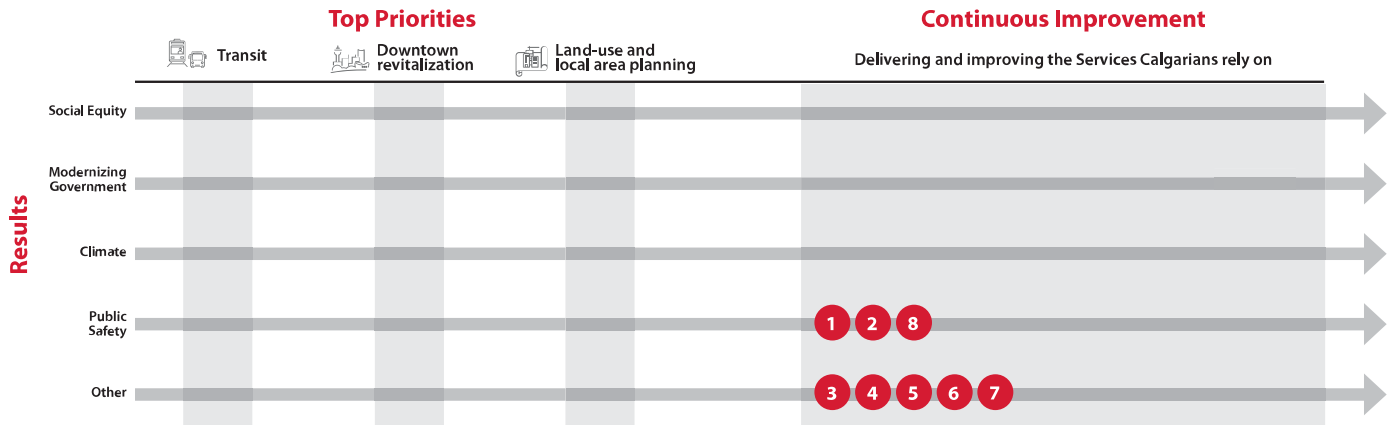 Top Priorities
Continuous Improvement
Transit
Downtown
revitalization
Land-use and
local area planning
Delivering and improving the Services Calgarians rely on
Results
Social Equity
Modernizing
Government
Climate
Public
Safety
1 2 8
Other
3 4 5 6 7